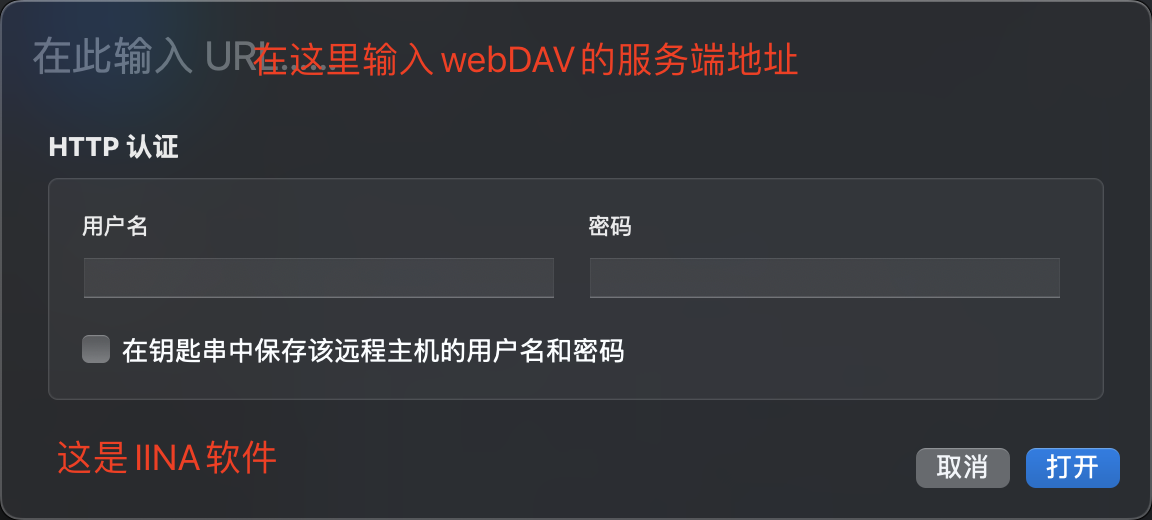 在此输入 URL......
在这里输入 webDAV 的服务端地址
HTTP 认证
用户名
密码
在钥匙串中保存该远程主机的用户名和密码
这是 IINA 软件
取消
打开